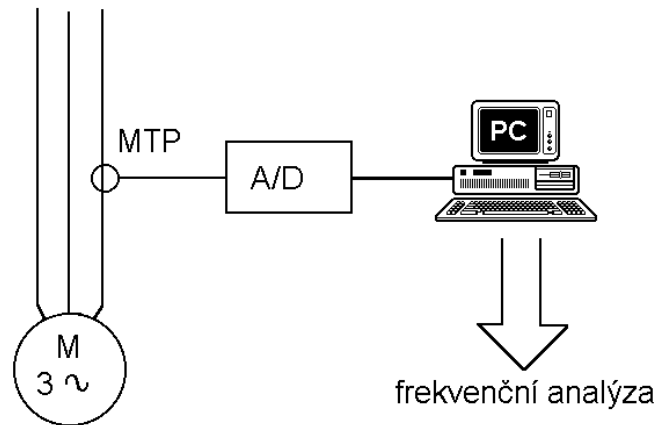 MTP
A/D
PC
M
3 ∿
frekvenční analýza